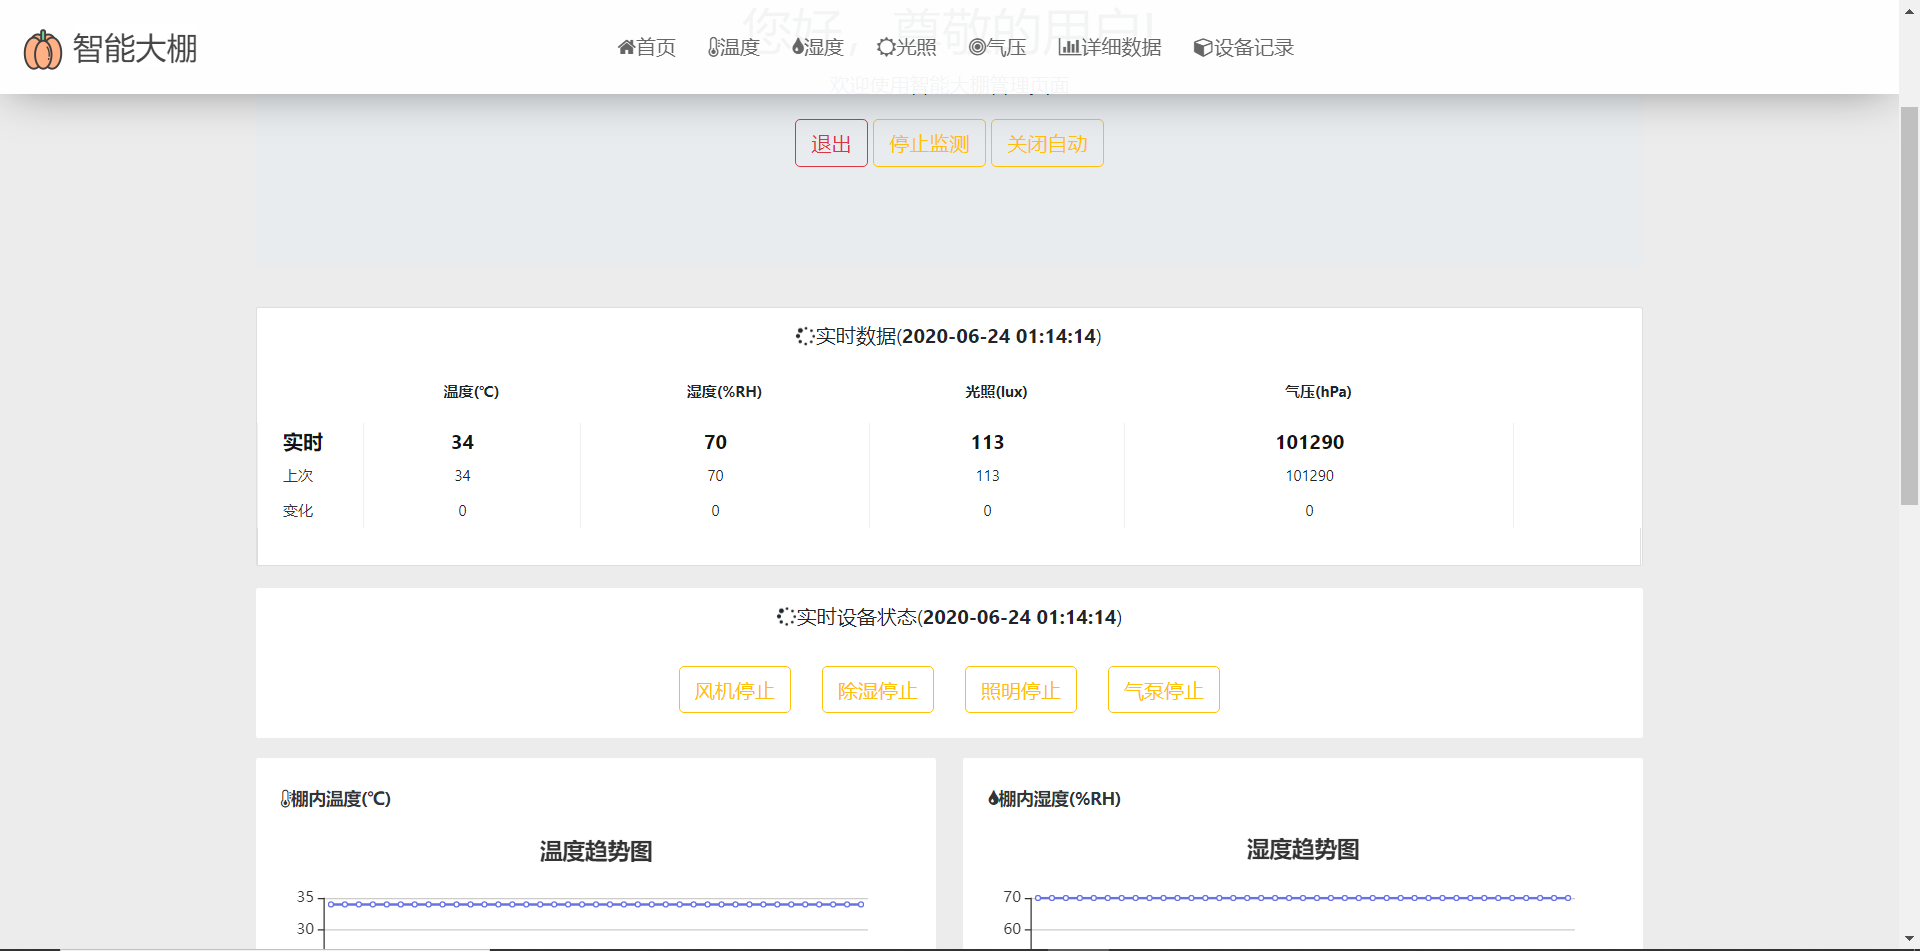 您好，尊敬的用户!
智能大棚
首页 温度 湿度 光照 气压 详细数据 设备记录
欢迎使用智能大棚管理页面
退出 停止监测 关闭自动
实时数据(2020-06-24 01:14:14)
温度(℃) 湿度(%RH) 光照(lux) 气压(hPa)
实时 34 70 113 101290
上次 34 70 113 101290
变化 0 0 0 0
实时设备状态(2020-06-24 01:14:14)
风机停止 除湿停止 照明停止 气泵停止
棚内温度(℃)
温度趋势图
35
30
棚内湿度(%RH)
湿度趋势图
70
60